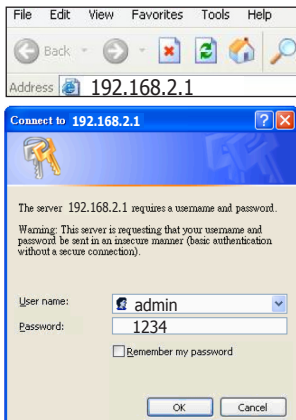 File Edit View Favorites Tools Help
Back
Address 192.168.2.1
Connect to 192.168.2.1
The server 192.168.2.1 requires a username and password.
Warning: This server is requesting that your username and
password be sent in an insecure manner (basic authentication
without a secure connection).
User name: admin
Password: 1234
Remember my password
OK Cancel